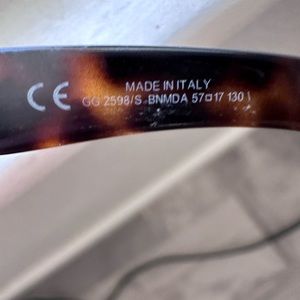 CE MADE IN ITALY
GG 2598/S BNMDA 57□17 130